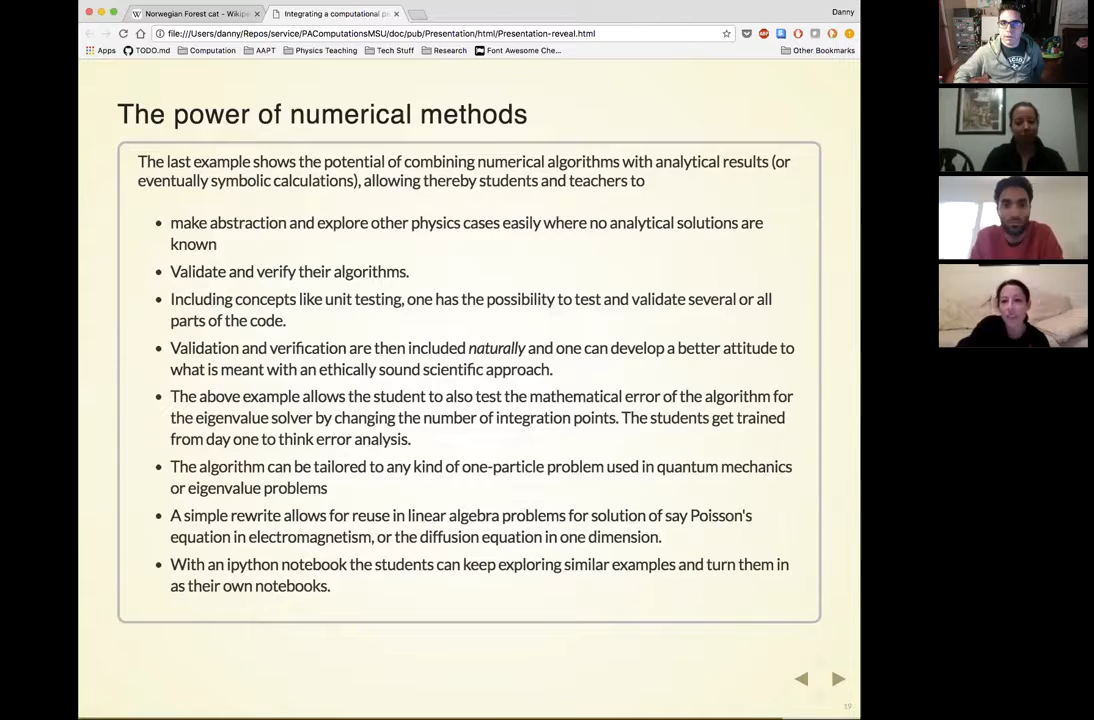 Norwegian Forest cat - Wikipe
Integrating a computational pe
Danny
file:///Users/danny/Repos/service/PAComputationsMSU/doc/pub/Presentation/html/Presentation-reveal.html
Apps TODO.md Computation AAPT Physics Teaching Tech Stuff Research Font Awesome Che... Other Bookmarks
The power of numerical methods
The last example shows the potential of combining numerical algorithms with analytical results (or
eventually symbolic calculations), allowing thereby students and teachers to
• make abstraction and explore other physics cases easily where no analytical solutions are
known
• Validate and verify their algorithms.
• Including concepts like unit testing, one has the possibility to test and validate several or all
parts of the code.
• Validation and verification are then included naturally and one can develop a better attitude to
what is meant with an ethically sound scientific approach.
• The above example allows the student to also test the mathematical error of the algorithm for
the eigenvalue solver by changing the number of integration points. The students get trained
from day one to think error analysis.
• The algorithm can be tailored to any kind of one-particle problem used in quantum mechanics
or eigenvalue problems
• A simple rewrite allows for reuse in linear algebra problems for solution of say Poisson's
equation in electromagnetism, or the diffusion equation in one dimension.
• With an ipython notebook the students can keep exploring similar examples and turn them in
as their own notebooks.
19